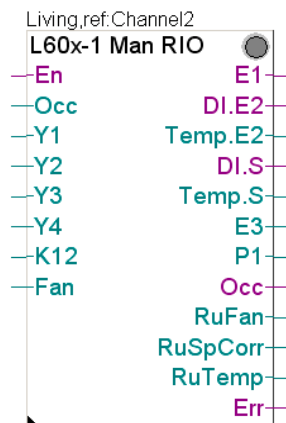 Living,ref:Channel2
L60x-1 Man RIO
En E1
Occ DI.E2
Y1 Temp.E2
Y2 DI.S
Y3 Temp.S
Y4 E3
K12 P1
Fan Occ
RuFan
RuSpCorr
RuTemp
Err